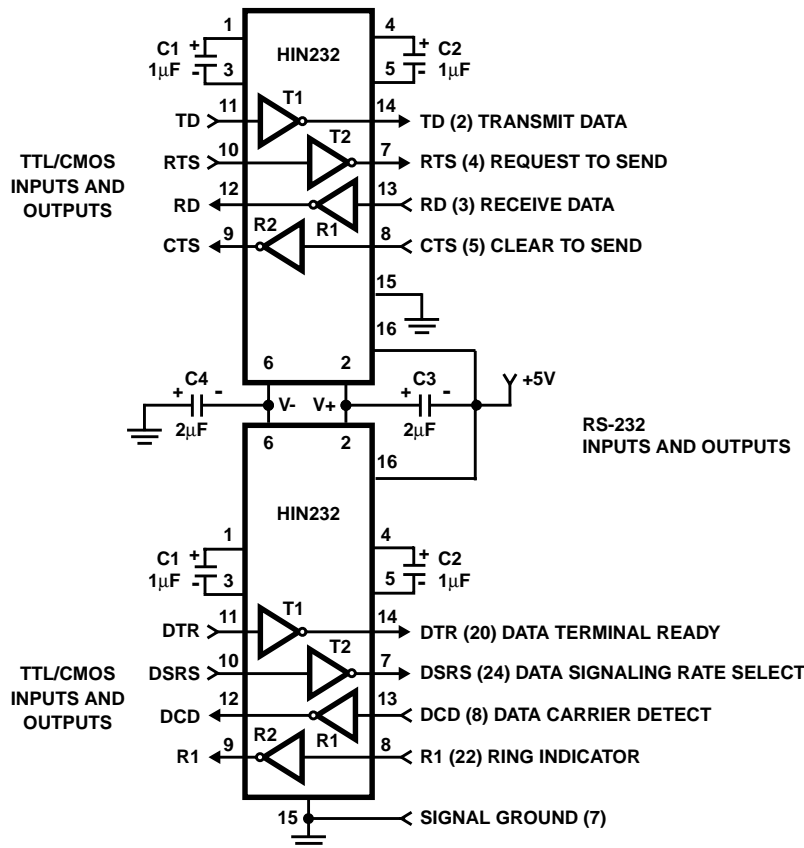 1
4
C1 +
HIN232
+ C2
1µF -
- 1µF
3
5
11
T1
14
TD
TD (2) TRANSMIT DATA
10
T2
7
RTS
RTS (4) REQUEST TO SEND
TTL/CMOS
INPUTS AND
OUTPUTS
12
13
RD
RD (3) RECEIVE DATA
9
R2
R1
8
CTS
CTS (5) CLEAR TO SEND
15
16
6
2
+ C4 -
V-
V+
+ C3 -
+5V
2µF
2µF
RS-232
INPUTS AND OUTPUTS
6
2
16
HIN232
1
4
C1 +
+ C2
1µF -
- 1µF
3
5
11
T1
14
DTR
DTR (20) DATA TERMINAL READY
10
T2
7
DSRS
DSRS (24) DATA SIGNALING RATE SELECT
TTL/CMOS
INPUTS AND
OUTPUTS
12
13
DCD
DCD (8) DATA CARRIER DETECT
9
R2
R1
8
R1
R1 (22) RING INDICATOR
15
SIGNAL GROUND (7)